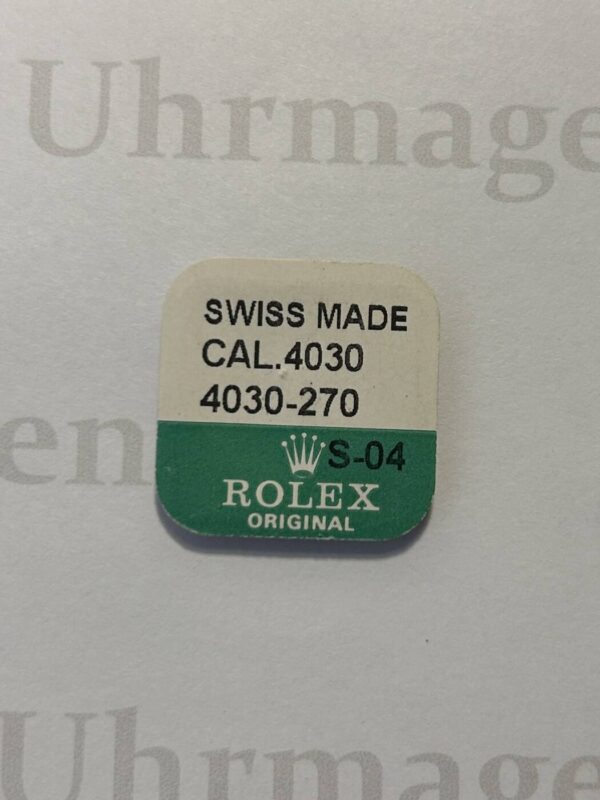 Uhrmage
SWISS MADE
CAL.4030
4030-270
en
S-04
ROLEX
ORIGINAL
Uhrmage